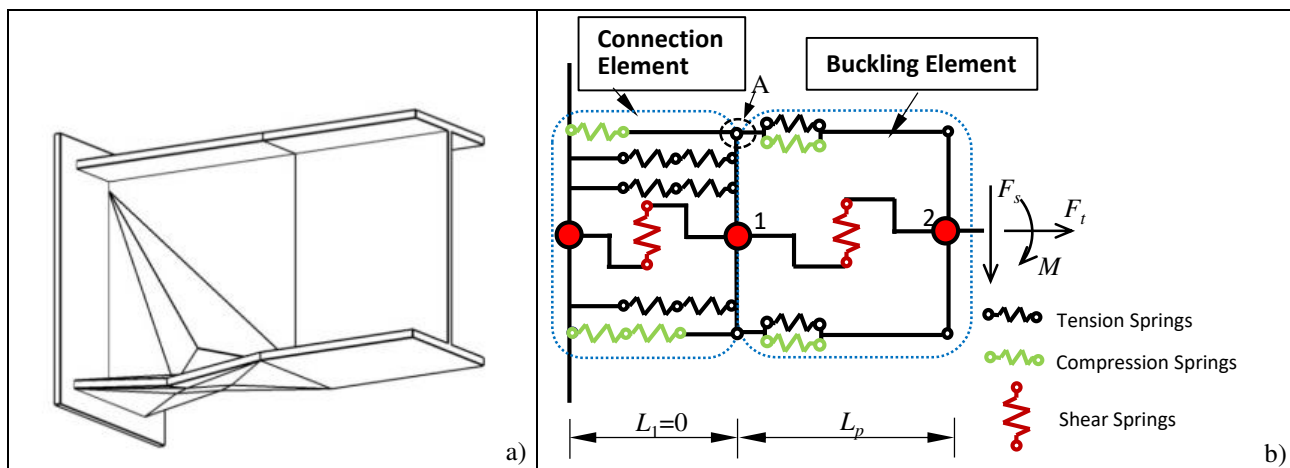 Connection
Element
Buckling Element
A
1
2
F_s
F_t
M
Tension Springs
Compression Springs
Shear Springs
L_1=0
L_p
a)
b)